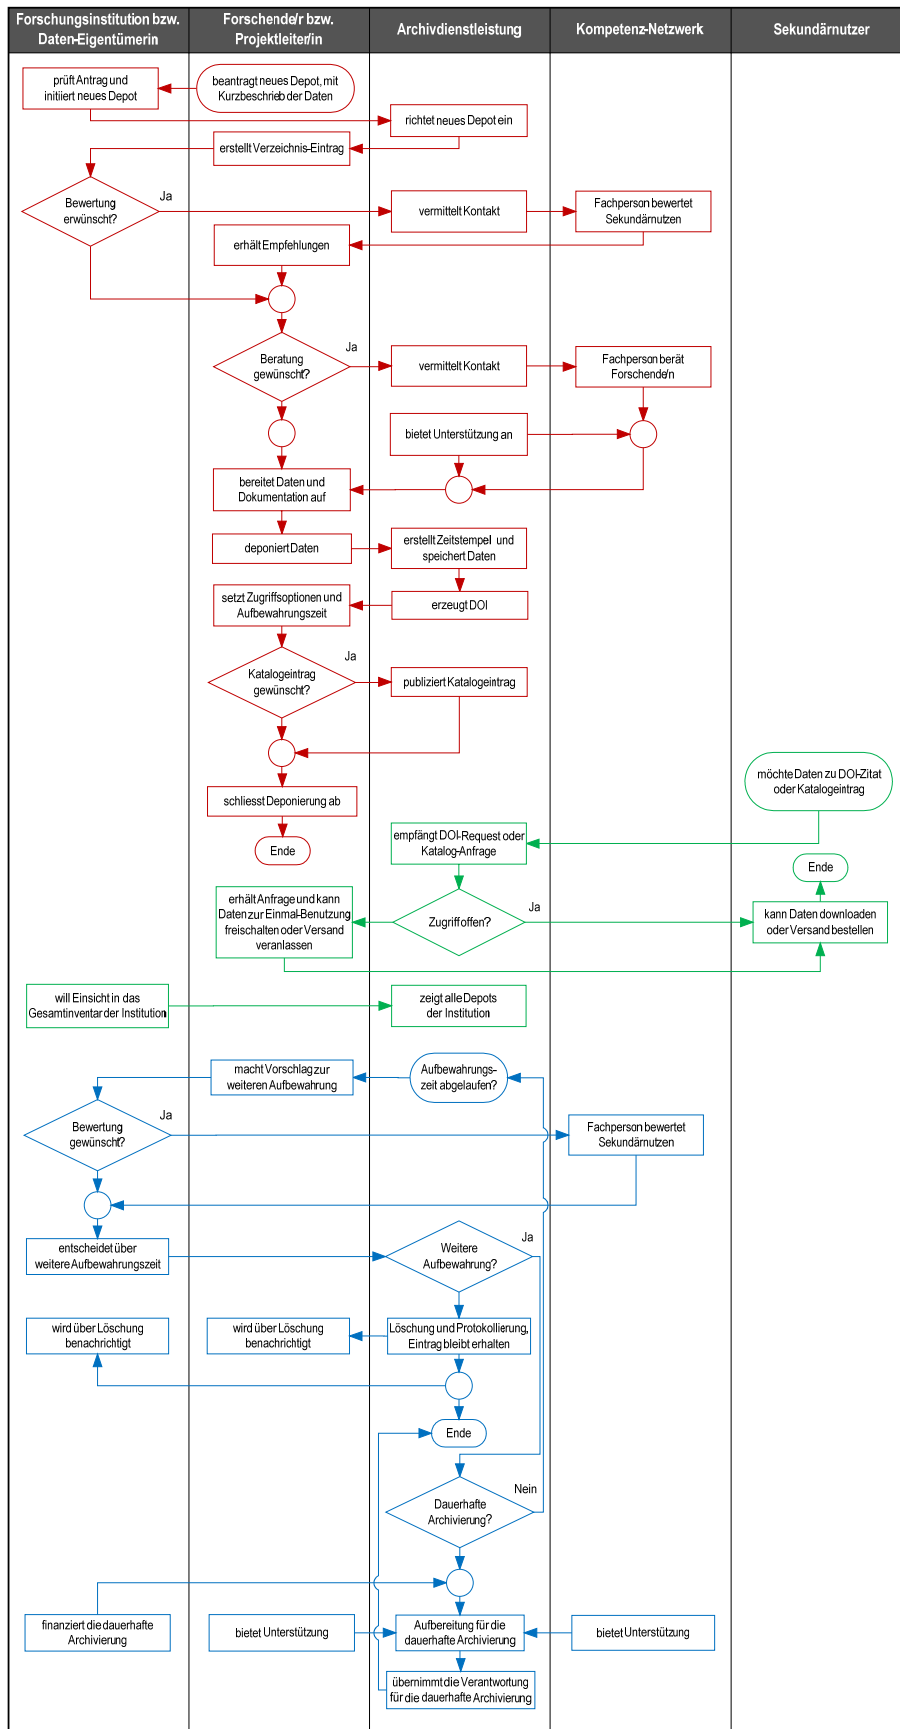 Forschungsinstitution bzw.
Daten-Eigentümerin
Forschende/r bzw.
Projektleiter/in
Archivdienstleistung
Kompetenz-Netzwerk
Sekundärnutzer
prüft Antrag und
initiiert neues Depot
beantragt neues Depot, mit
Kurzbeschrieb der Daten
richtet neues Depot ein
erstellt Verzeichnis-Eintrag
Bewertung
erwünscht?
Ja
vermittelt Kontakt
Fachperson bewertet
Sekundärnutzen
erhält Empfehlungen
Beratung
gewünscht?
Ja
vermittelt Kontakt
Fachperson berät
Forschende/n
bietet Unterstützung an
bereitet Daten und
Dokumentation auf
deponiert Daten
erstellt Zeitstempel und
speichert Daten
setzt Zugriffsoptionen und
Aufbewahrungszeit
erzeugt DOI
Katalogeintrag
gewünscht?
Ja
publiziert Katalogeintrag
schliesst Deponierung ab
Ende
möchte Daten zu DOI-Zitat
oder Katalogeintrag
empfängt DOI-Request oder
Katalog-Anfrage
Ende
erhält Anfrage und kann
Daten zur Einmal-Benutzung
freischalten oder Versand
veranlassen
Zugriff offen?
Ja
kann Daten downloaden
oder Versand bestellen
will Einsicht in das
Gesamtinventar der Institution
zeigt alle Depots
der Institution
macht Vorschlag zur
weiteren Aufbewahrung
Aufbewahrungs-
zeit abgelaufen?
Bewertung
gewünscht?
Ja
Fachperson bewertet
Sekundärnutzen
entscheidet über
weitere Aufbewahrungszeit
Weitere
Aufbewahrung?
Ja
wird über Löschung
benachrichtigt
wird über Löschung
benachrichtigt
Löschung und Protokollierung,
Eintrag bleibt erhalten
Ende
Dauerhafte
Archivierung?
Nein
finanziert die dauerhafte
Archivierung
bietet Unterstützung
Aufbereitung für die
dauerhafte Archivierung
bietet Unterstützung
übernimmt die Verantwortung
für die dauerhafte Archivierung